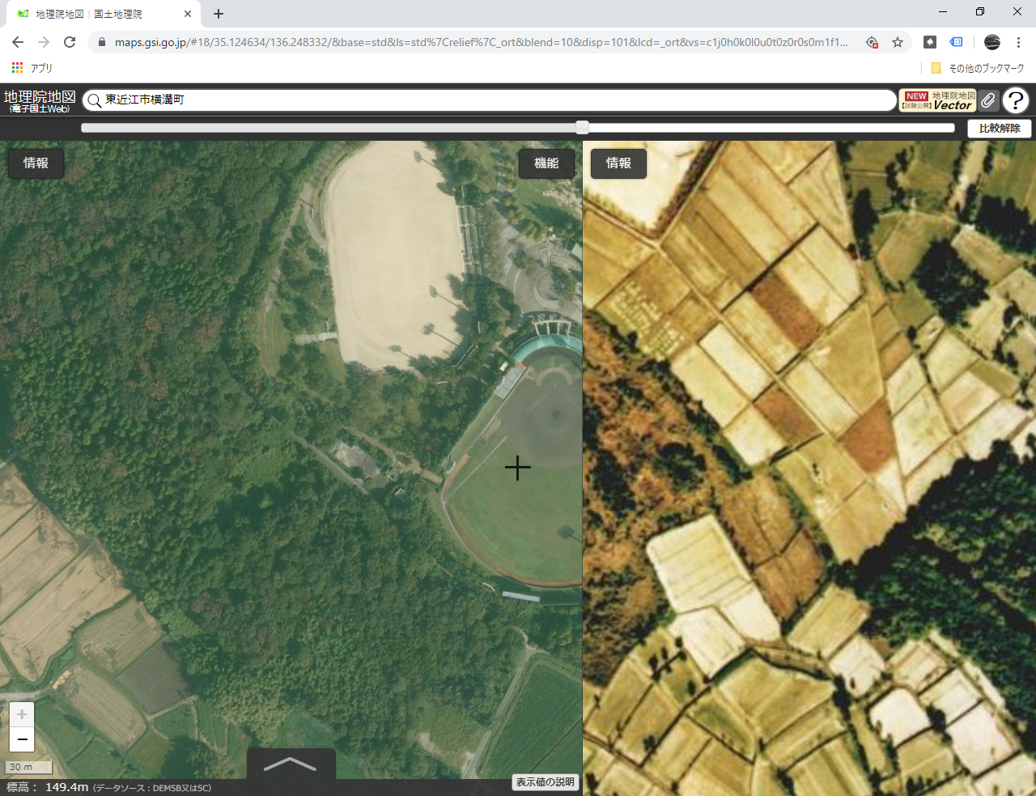 地理院地図｜国土地理院
maps.gsi.go.jp/#18/35.124634/136.248332/&base=std&ls=std%7Crelief%7C_ort&blend=10&disp=101&lcd=_ort&vs=c1j0h0k0l0u0t0z0r0s0m1f1...
アプリ
その他のブックマーク
地理院地図
(電子国土Web)
東近江市横溝町
NEW 地理院地図
【試験公開】 Vector
?
比較解除
情報
機能
情報
+
−
30 m
表示値の説明
標高： 149.4m (データソース：DEM5B又は5C)